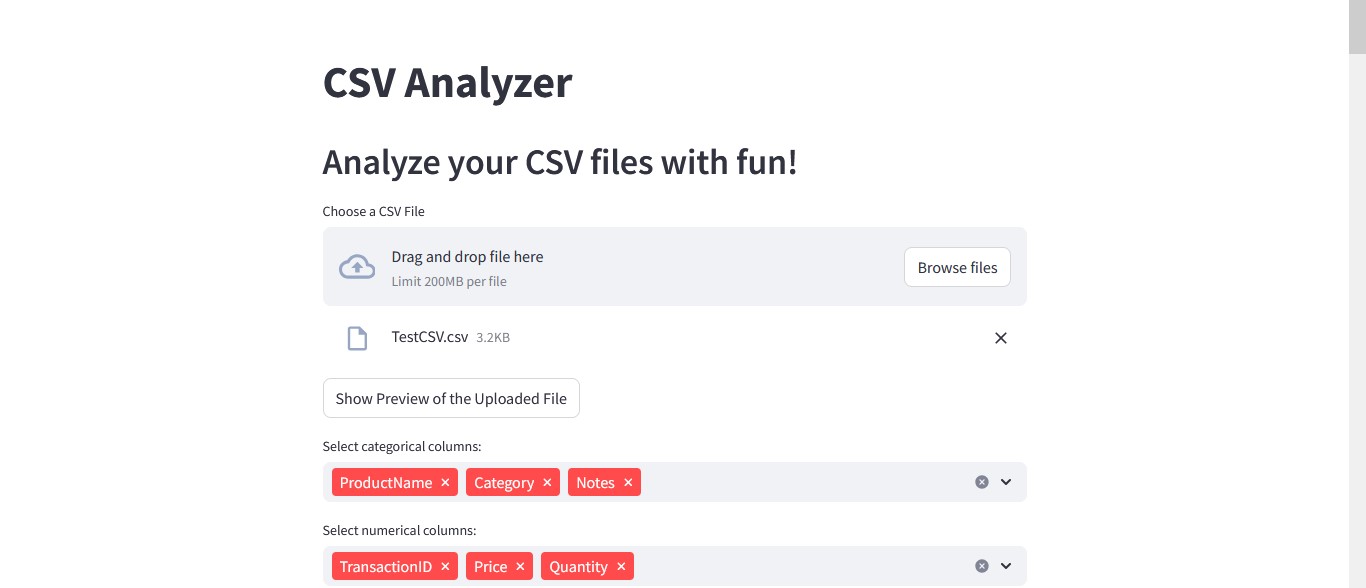 CSV Analyzer
Analyze your CSV files with fun!
Choose a CSV File
Drag and drop file here
Limit 200MB per file
Browse files
TestCSV.csv 3.2KB
Show Preview of the Uploaded File
Select categorical columns:
ProductName Category Notes
Select numerical columns:
TransactionID Price Quantity